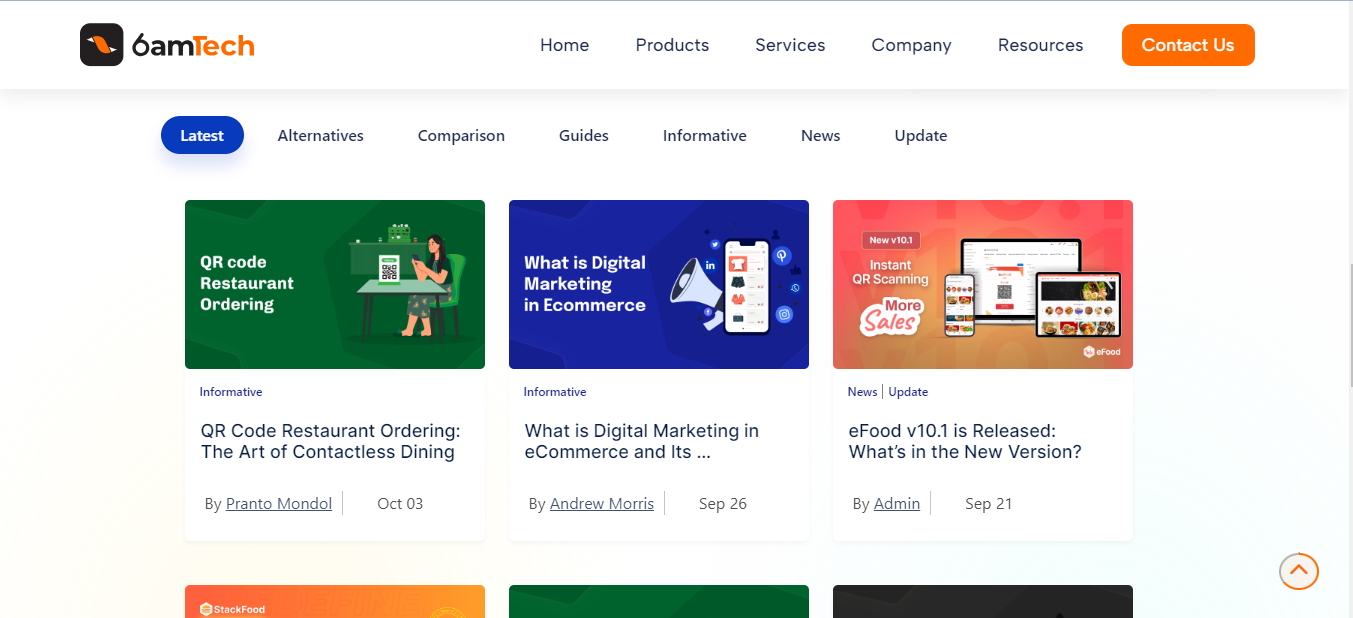 6amTech
Home Products Services Company Resources Contact Us
Latest Alternatives Comparison Guides Informative News Update
QR code
Restaurant
Ordering
What is Digital
Marketing
in Ecommerce
v10.1
New v10.1
Instant
QR Scanning
More
Sales
eFood
Informative
QR Code Restaurant Ordering:
The Art of Contactless Dining
By Pranto Mondol Oct 03
Informative
What is Digital Marketing in
eCommerce and Its ...
By Andrew Morris Sep 26
News | Update
eFood v10.1 is Released:
What's in the New Version?
By Admin Sep 21
StackFood